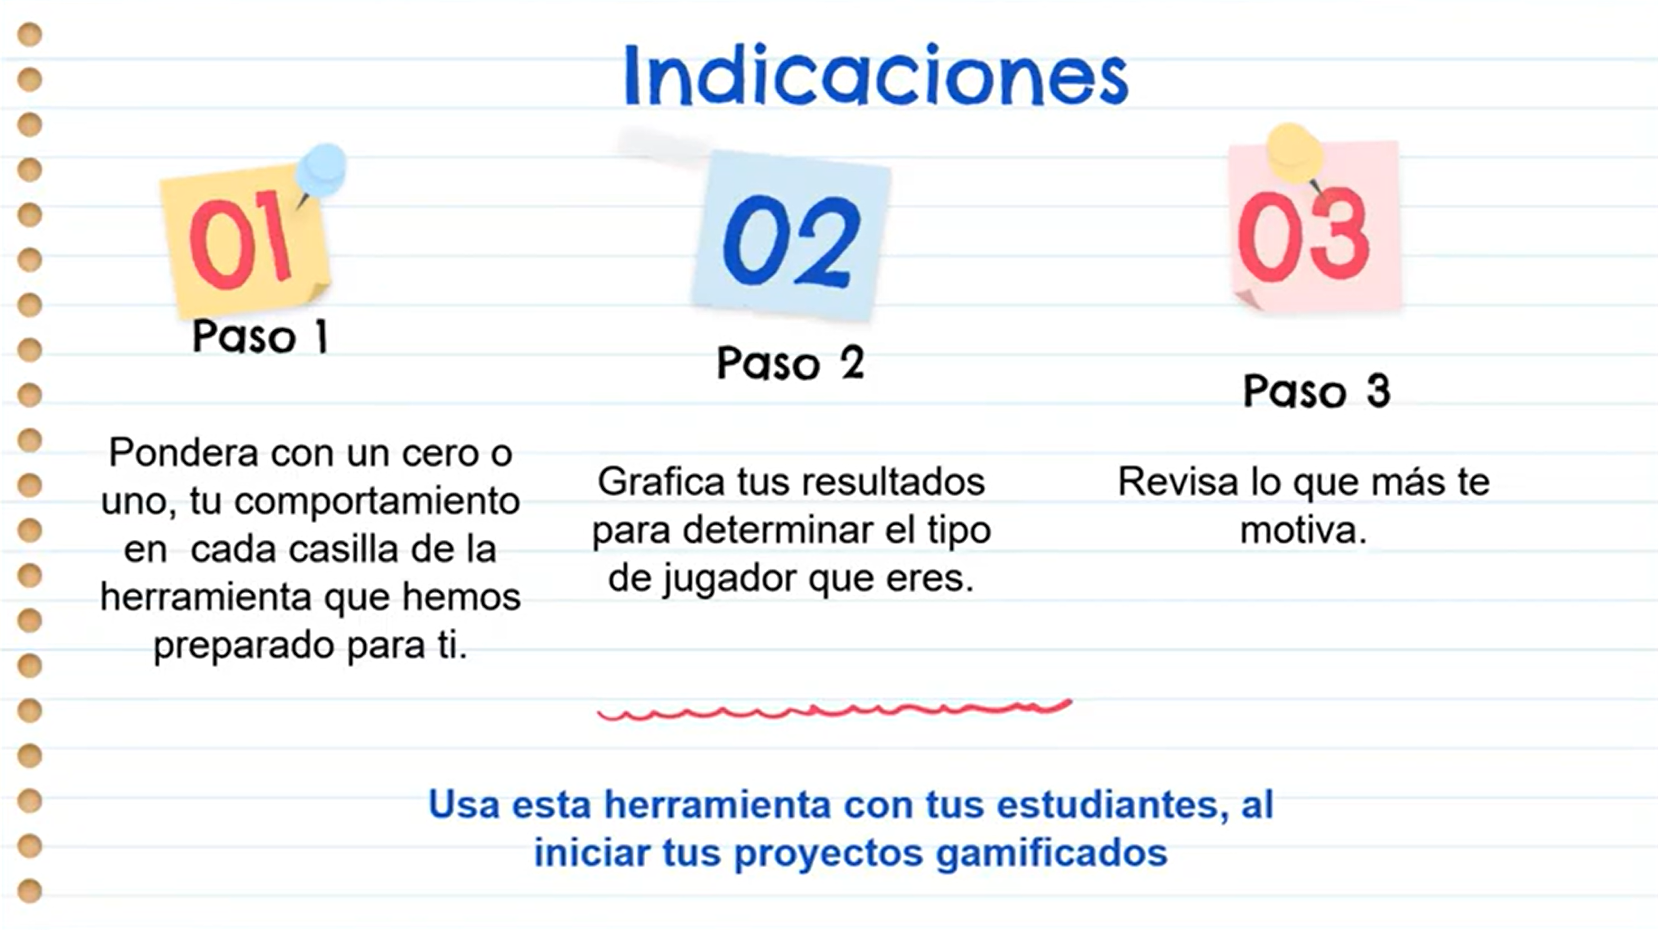 Indicaciones
01
Paso 1
Pondera con un cero o
uno, tu comportamiento
en  cada casilla de la
herramienta que hemos
preparado para ti.
02
Paso 2
Grafica tus resultados
para determinar el tipo
de jugador que eres.
03
Paso 3
Revisa lo que más te
motiva.
Usa esta herramienta con tus estudiantes, al
iniciar tus proyectos gamificados